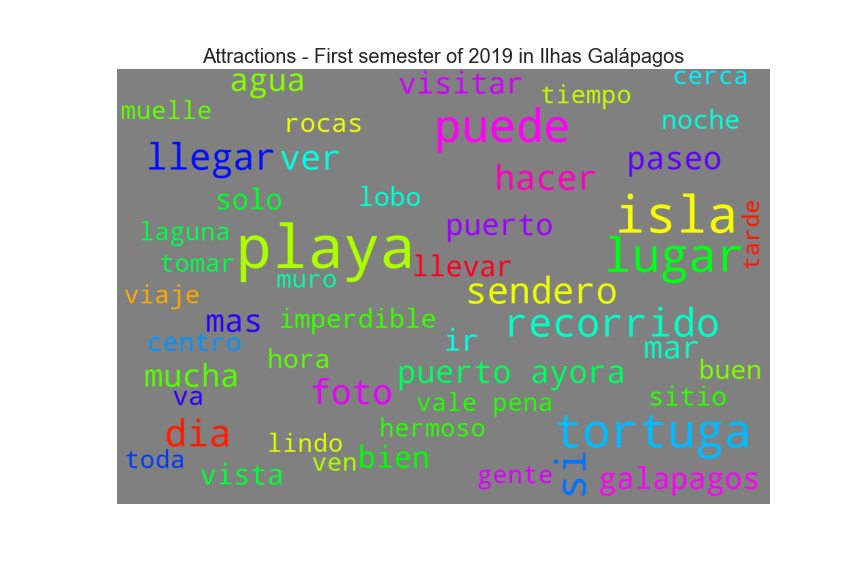 Attractions - First semester of 2019 in Ilhas Galápagos
agua
visitar
cerca
muelle
tiempo
rocas
puede
noche
llegar
ver
paseo
hacer
solo
lobo
isla
tarde
laguna
puerto
playa
lugar
tomar
muro
llevar
viaje
sendero
mas
imperdible
recorrido
centro
ir
mar
hora
mucha
puerto ayora
buen
va
foto
vale pena
sitio
dia
lindo
hermoso
tortuga
toda
ven
bien
si
vista
gente
galapagos